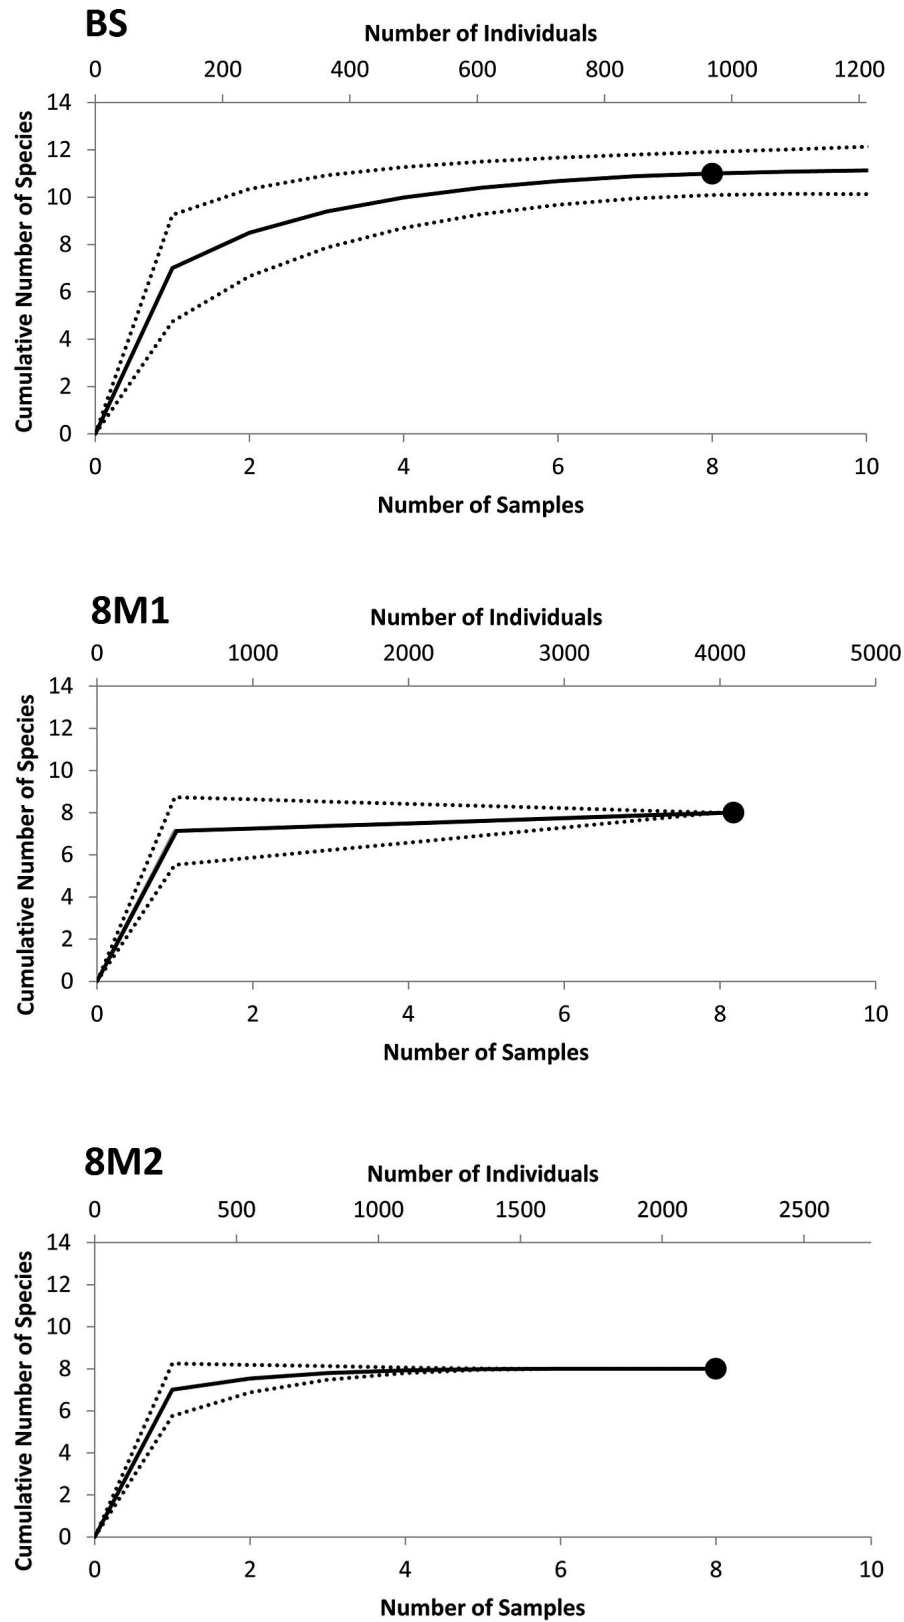 BS
Number of Individuals
0 200 400 600 800 1000 1200
Cumulative Number of Species
14
12
10
8
6
4
2
0
0 2 4 6 8 10
Number of Samples
8M1
Number of Individuals
0 1000 2000 3000 4000 5000
Cumulative Number of Species
14
12
10
8
6
4
2
0
0 2 4 6 8 10
Number of Samples
8M2
Number of Individuals
0 500 1000 1500 2000 2500
Cumulative Number of Species
14
12
10
8
6
4
2
0
0 2 4 6 8 10
Number of Samples